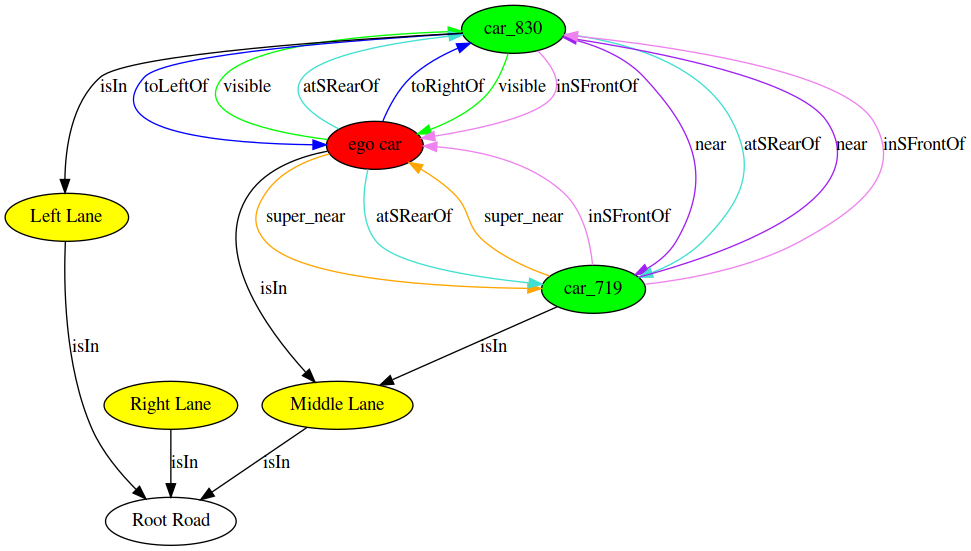 car_830
isIn
toLeftOf
visible
atSRearOf
toRightOf
visible
inSFrontOf
ego car
near
atSRearOf
near
inSFrontOf
Left Lane
super_near
atSRearOf
super_near
inSFrontOf
isIn
car_719
isIn
isIn
Right Lane
Middle Lane
isIn
isIn
Root Road